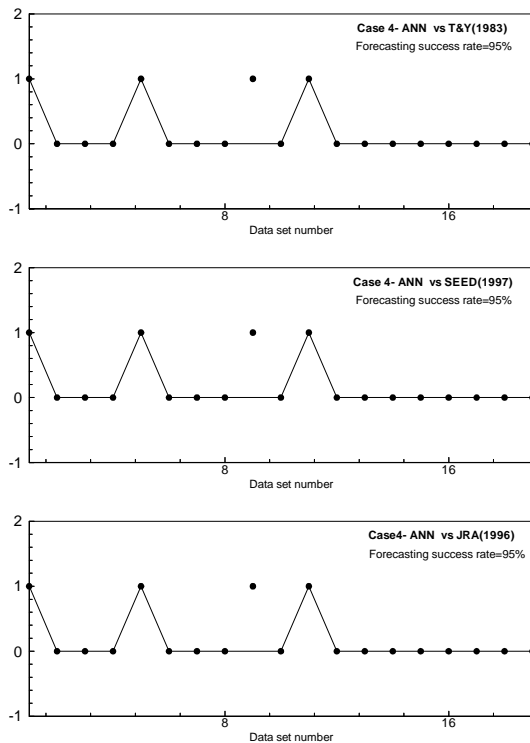 2
Case 4- ANN vs T&Y(1983)
Forecasting success rate=95%
1
0
-1
8
16
Data set number
2
Case 4- ANN vs SEED(1997)
Forecasting success rate=95%
1
0
-1
8
16
Data set number
2
Case4- ANN vs JRA(1996)
Forecasting success rate=95%
1
0
-1
8
16
Data set number